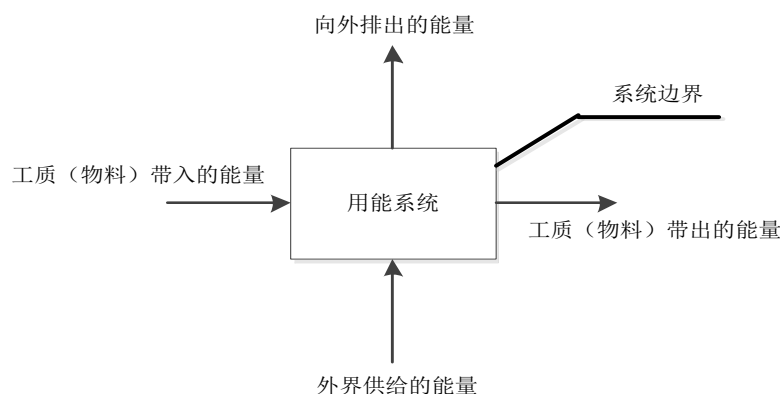 向外排出的能量
系统边界
工质（物料）带入的能量
用能系统
工质（物料）带出的能量
外界供给的能量